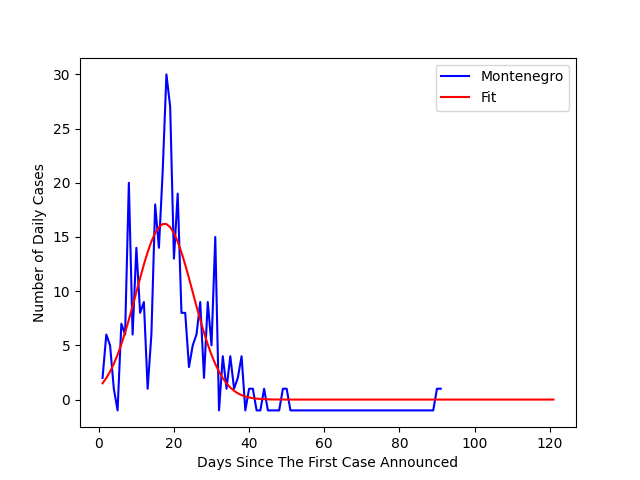 Montenegro
Fit
30
25
20
15
10
5
0
Number of Daily Cases
0 20 40 60 80 100 120
Days Since The First Case Announced